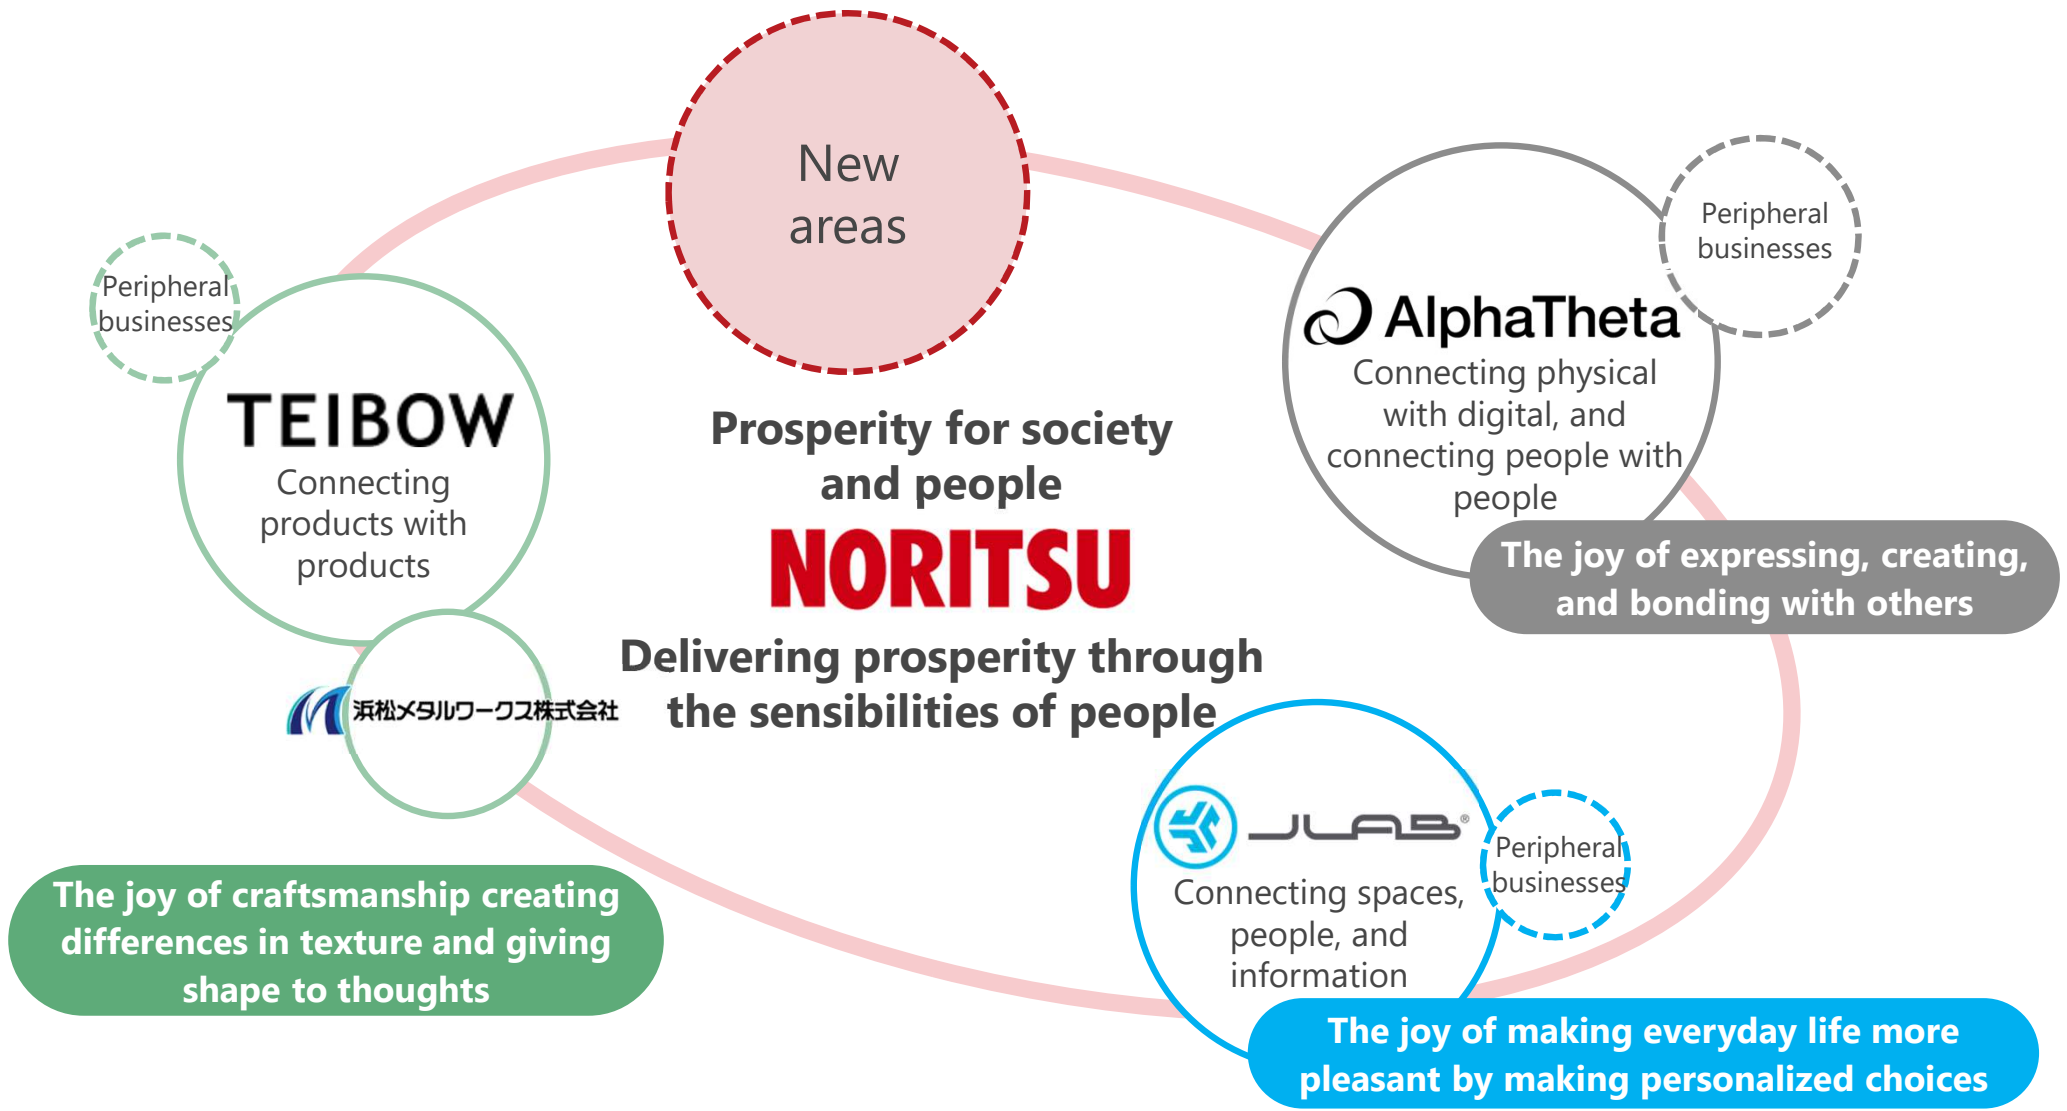 New
areas
Peripheral
businesses
AlphaTheta
Connecting physical
with digital, and
connecting people with
people
The joy of expressing, creating,
and bonding with others
Peripheral
businesses
TEIBOW
Connecting
products with
products
浜松メタルワークス株式会社
The joy of craftsmanship creating
differences in texture and giving
shape to thoughts
Prosperity for society
and people
NORITSU
Delivering prosperity through
the sensibilities of people
JLAB®
Connecting spaces,
people, and
information
Peripheral
businesses
The joy of making everyday life more
pleasant by making personalized choices